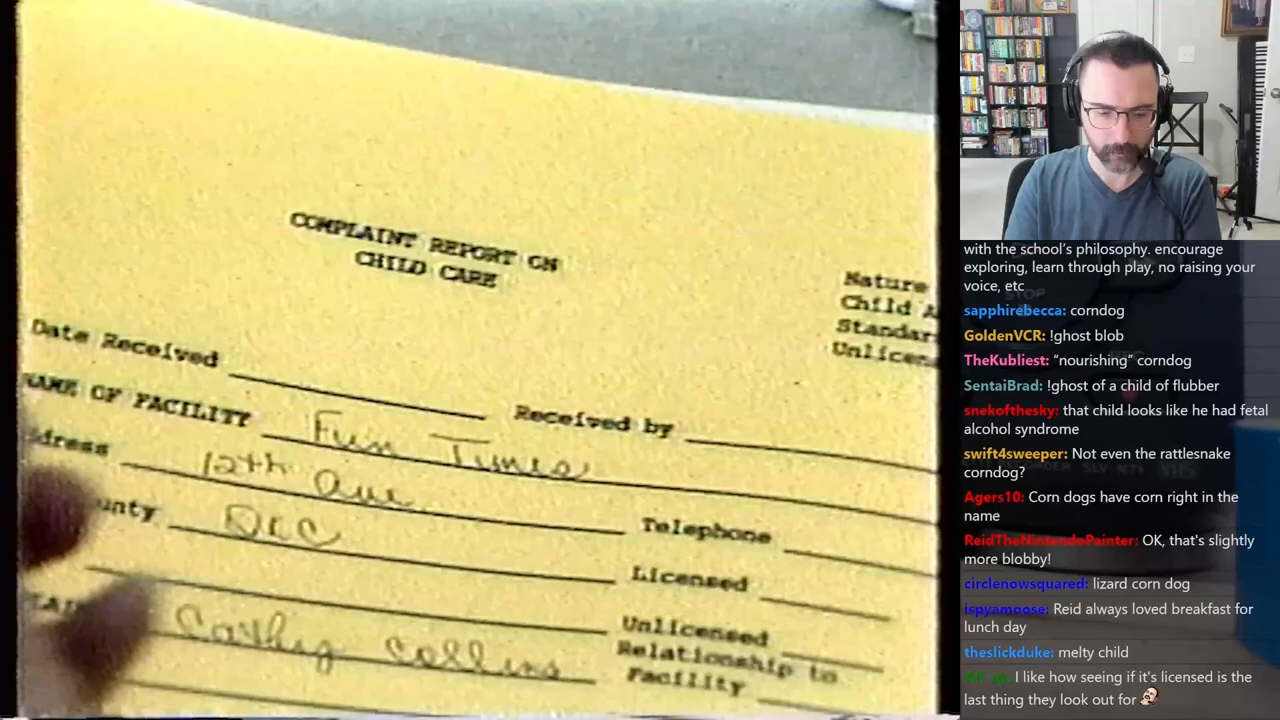 COMPLAINT REPORT ON
CHILD CARE
Nature
Child A
Standar
Unlicens
Date Received
Received by
NAME OF FACILITY Fun Times
dress 12th Ave.
Telephone
unty
Licensed
Unlicensed
Cathy Collins
Relationship to
Facility
with the school's philosophy. encourage
exploring, learn through play, no raising your
voice, etc
STOP
sapphirebecca: corndog
GoldenVCR: !ghost blob
TheKubliest: “nourishing” corndog
SentaiBrad: !ghost of a child of flubber
snekofthesky: that child looks like he had fetal
alcohol syndrome
swift4sweeper: Not even the rattlesnake
corndog?
Agers10: Corn dogs have corn right in the
name
ReidTheNintendoPainter: OK, that's slightly
more blobby!
circlenowsquared: lizard corn dog
ispyamoose: Reid always loved breakfast for
lunch day
theslickduke: melty child
I like how seeing if it's licensed is the
last thing they look out for